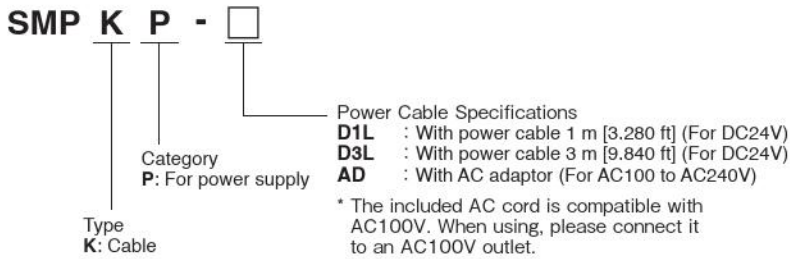 SMP K P - □
Power Cable Specifications
D1L : With power cable 1 m [3.280 ft] (For DC24V)
D3L : With power cable 3 m [9.840 ft] (For DC24V)
AD : With AC adaptor (For AC100 to AC240V)
* The included AC cord is compatible with
AC100V. When using, please connect it
to an AC100V outlet.
Category
P: For power supply
Type
K: Cable